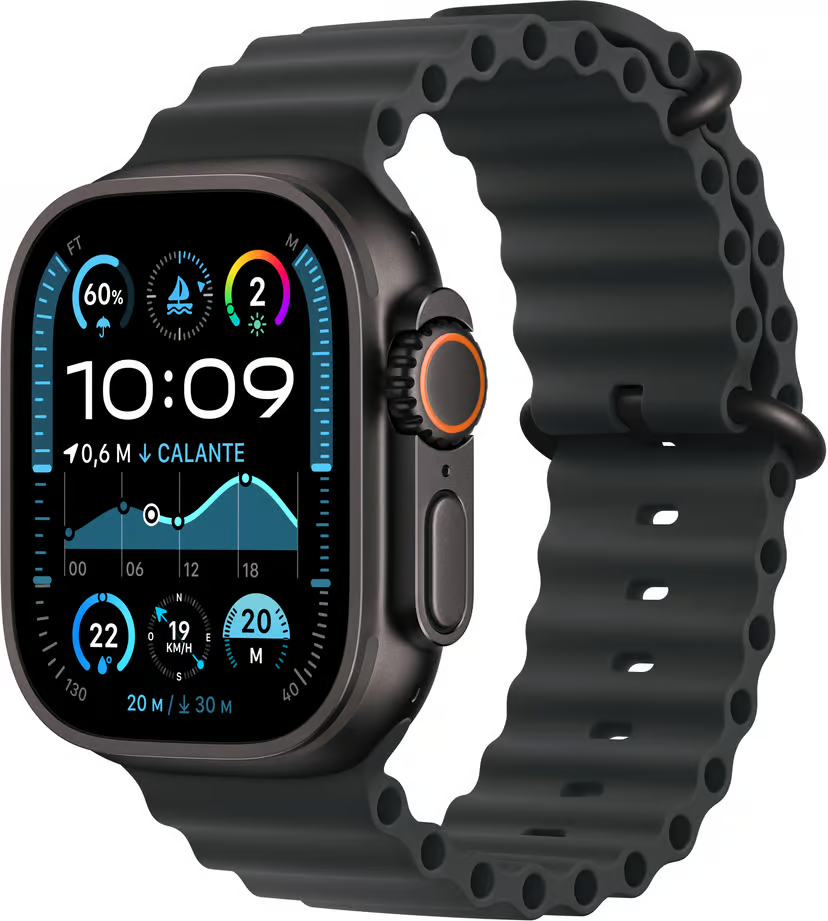 FT
M
60%
2
10:09
0,6 M ↓ CALANTE
00 06 12 18
22
N
O
19
KM/H
E
S
20
M
130
40
20 M / ↓ 30 M